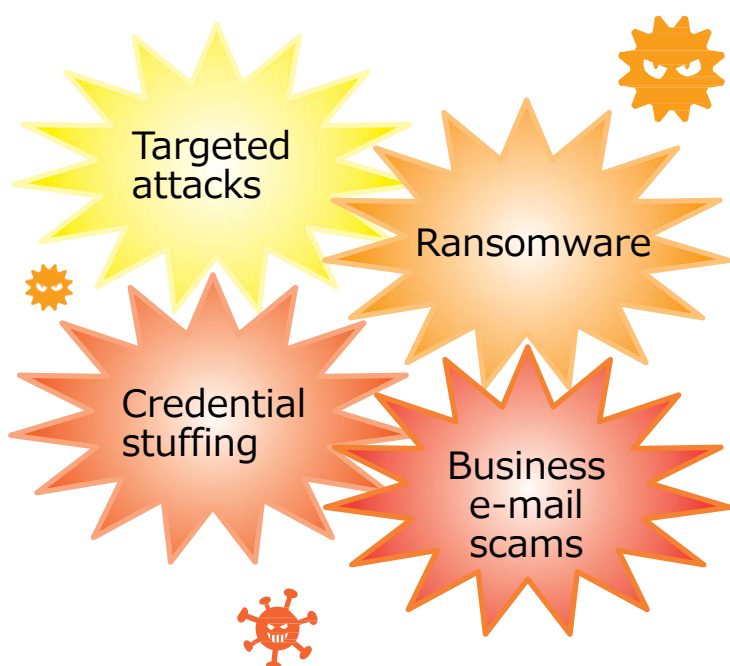 Targeted
attacks
Ransomware
Credential
stuffing
Business
e-mail
scams